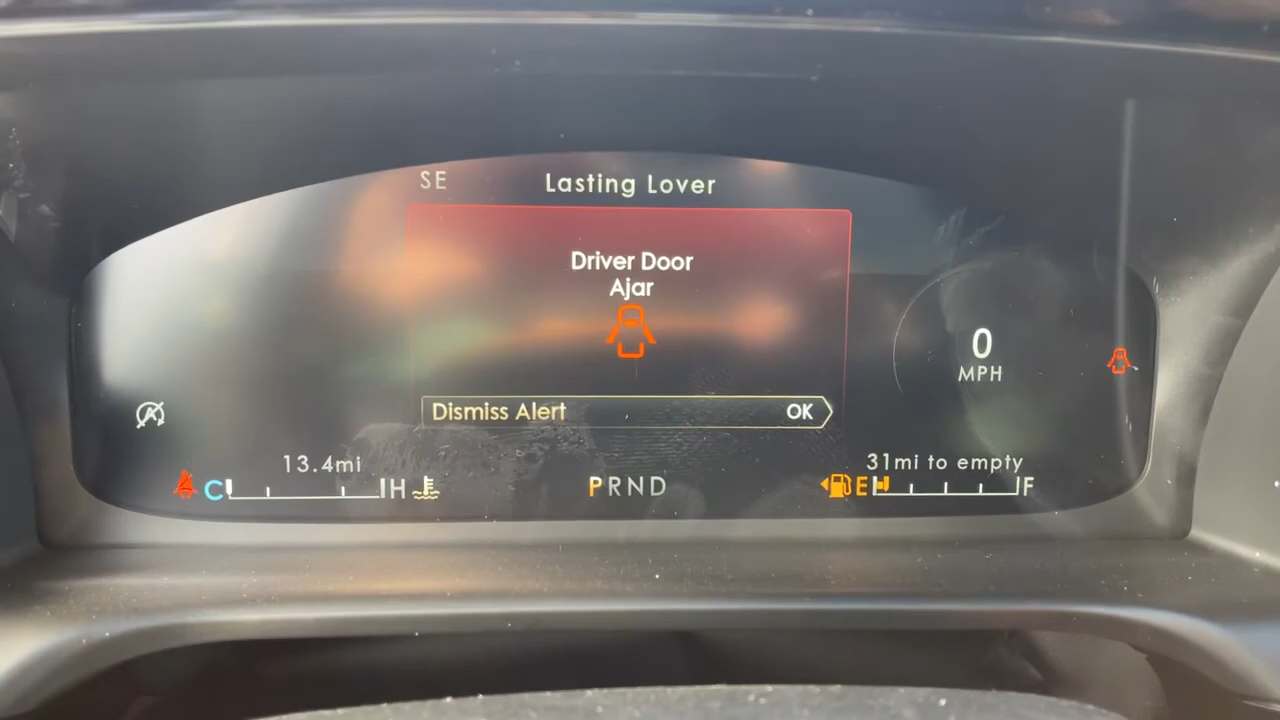 SE
Lasting Lover
Driver Door
Ajar
Dismiss Alert OK
0
MPH
13.4mi
31mi to empty
C H
PRND
E F